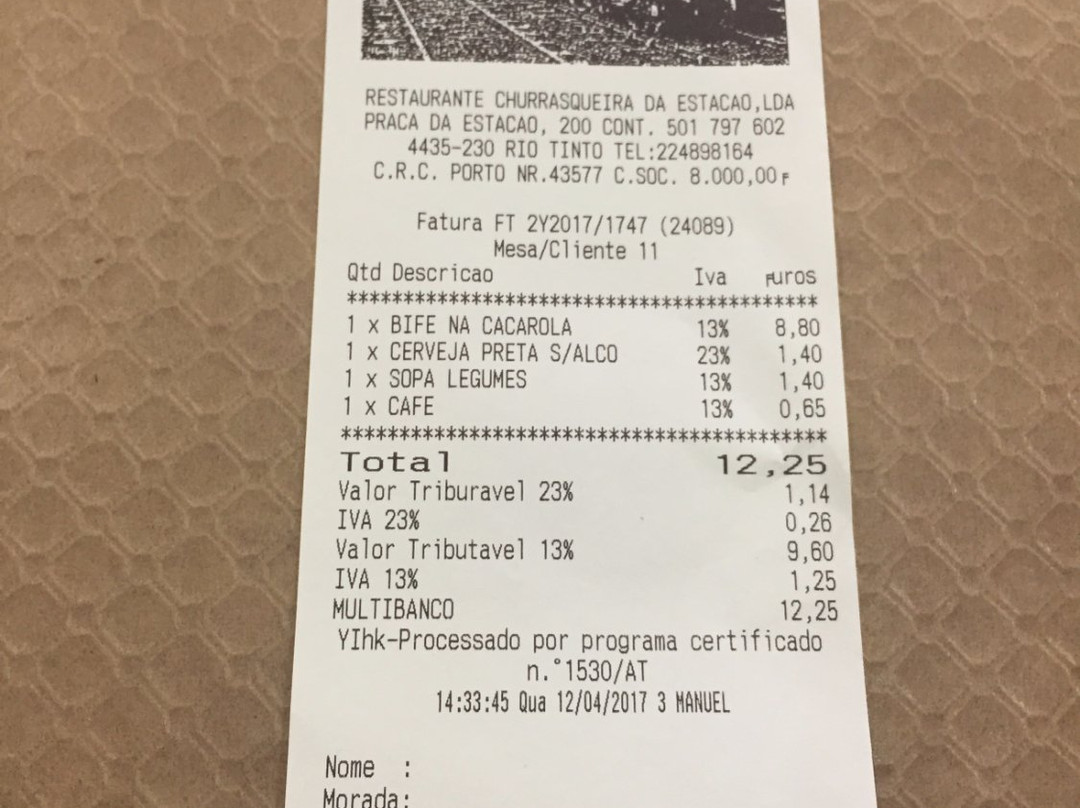 RESTAURANTE CHURRASQUEIRA DA ESTACAO,LDA
PRACA DA ESTACAO, 200 CONT. 501 797 602
4435-230 RIO TINTO TEL:224898164
C.R.C. PORTO NR.43577 C.SOC. 8.000,00
Fatura FT 2Y2017/1747 (24089)
Mesa/Cliente 11
Qtd Descricao Iva Euros
******************************************
1 x BIFE NA CACAROLA 13% 8,80
1 x CERVEJA PRETA S/ALCO 23% 1,40
1 x SOPA LEGUMES 13% 1,40
1 x CAFE 13% 0,65
******************************************
Total 12,25
Valor Triburavel 23% 1,14
IVA 23% 0,26
Valor Tributavel 13% 9,60
IVA 13% 1,25
MULTIBANCO 12,25
YIhk-Processado por programa certificado
n.°1530/AT
14:33:45 Qua 12/04/2017 3 MANUEL
Nome :
Morada: